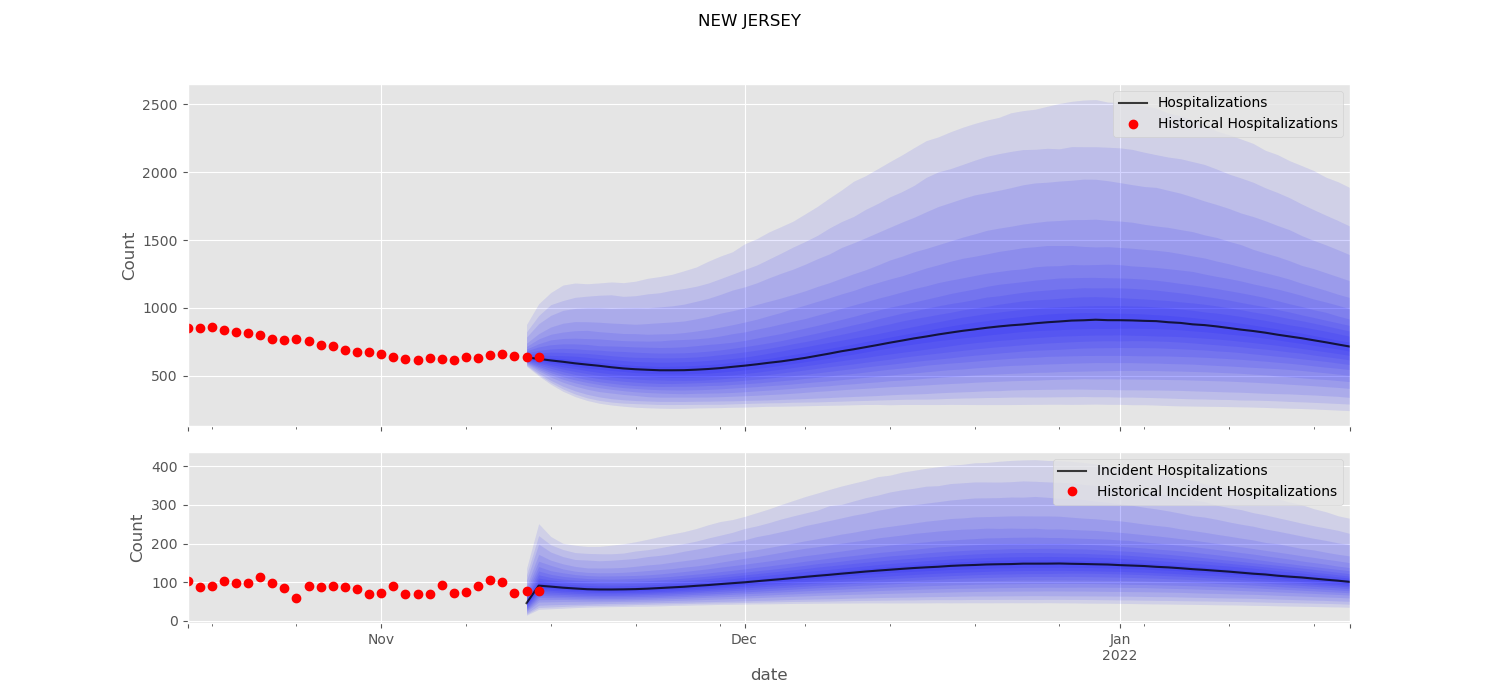 NEW JERSEY
Count
2500
2000
1500
1000
500
Hospitalizations
Historical Hospitalizations
Count
400
300
200
100
0
Incident Hospitalizations
Historical Incident Hospitalizations
Nov
Dec
Jan
2022
date